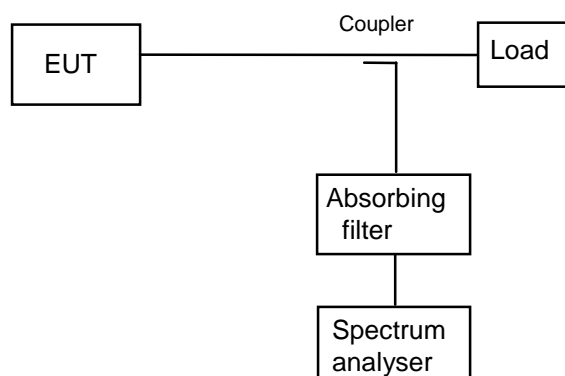 Coupler
EUT
Load
Absorbing
filter
Spectrum
analyser